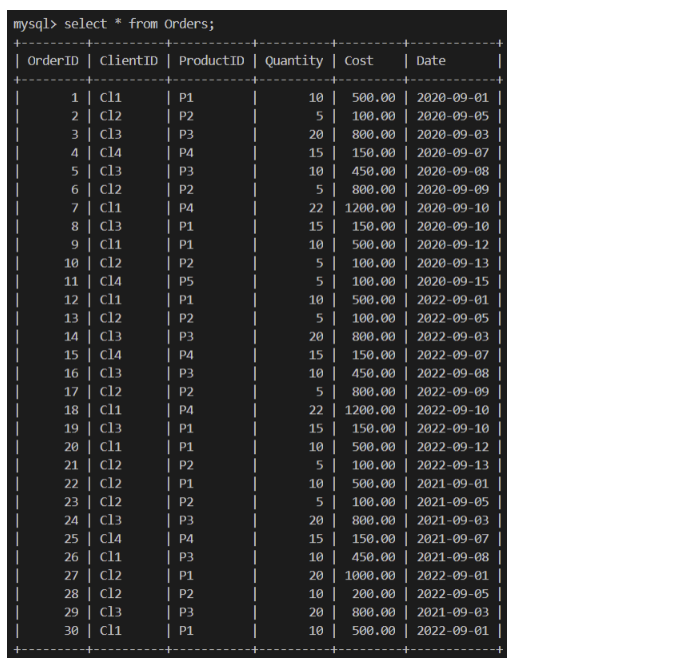 mysql> select * from Orders;
+---------+----------+-----------+----------+---------+------------+
| OrderID | ClientID | ProductID | Quantity | Cost    | Date       |
+---------+----------+-----------+----------+---------+------------+
|       1 | Cl1      | P1        |       10 |  500.00 | 2020-09-01 |
|       2 | Cl2      | P2        |        5 |  100.00 | 2020-09-05 |
|       3 | Cl3      | P3        |       20 |  800.00 | 2020-09-03 |
|       4 | Cl4      | P4        |       15 |  150.00 | 2020-09-07 |
|       5 | Cl3      | P3        |       10 |  450.00 | 2020-09-08 |
|       6 | Cl2      | P2        |        5 |  800.00 | 2020-09-09 |
|       7 | Cl1      | P4        |       22 | 1200.00 | 2020-09-10 |
|       8 | Cl3      | P1        |       15 |  150.00 | 2020-09-10 |
|       9 | Cl1      | P1        |       10 |  500.00 | 2020-09-12 |
|      10 | Cl2      | P2        |        5 |  100.00 | 2020-09-13 |
|      11 | Cl4      | P5        |        5 |  100.00 | 2020-09-15 |
|      12 | Cl1      | P1        |       10 |  500.00 | 2022-09-01 |
|      13 | Cl2      | P2        |        5 |  100.00 | 2022-09-05 |
|      14 | Cl3      | P3        |       20 |  800.00 | 2022-09-03 |
|      15 | Cl4      | P4        |       15 |  150.00 | 2022-09-07 |
|      16 | Cl3      | P3        |       10 |  450.00 | 2022-09-08 |
|      17 | Cl2      | P2        |        5 |  800.00 | 2022-09-09 |
|      18 | Cl1      | P4        |       22 | 1200.00 | 2022-09-10 |
|      19 | Cl3      | P1        |       15 |  150.00 | 2022-09-10 |
|      20 | Cl1      | P1        |       10 |  500.00 | 2022-09-12 |
|      21 | Cl2      | P2        |        5 |  100.00 | 2022-09-13 |
|      22 | Cl2      | P1        |       10 |  500.00 | 2021-09-01 |
|      23 | Cl2      | P2        |        5 |  100.00 | 2021-09-05 |
|      24 | Cl3      | P3        |       20 |  800.00 | 2021-09-03 |
|      25 | Cl4      | P4        |       15 |  150.00 | 2021-09-07 |
|      26 | Cl1      | P3        |       10 |  450.00 | 2021-09-08 |
|      27 | Cl2      | P1        |       20 | 1000.00 | 2022-09-01 |
|      28 | Cl2      | P2        |       10 |  200.00 | 2022-09-05 |
|      29 | Cl3      | P3        |       20 |  800.00 | 2021-09-03 |
|      30 | Cl1      | P1        |       10 |  500.00 | 2022-09-01 |
+---------+----------+-----------+----------+---------+------------+